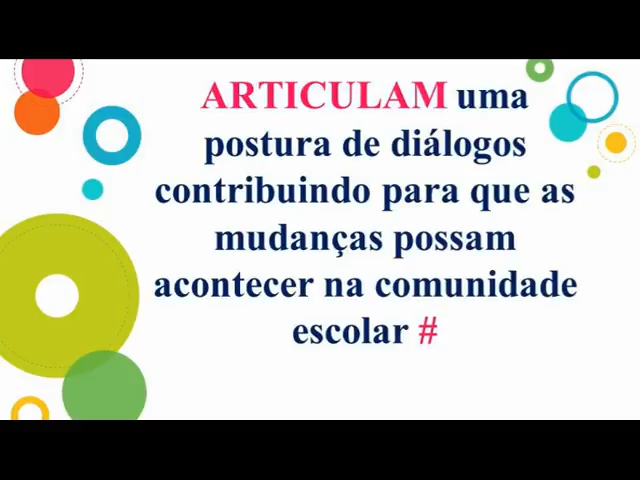 ARTICULAM uma
postura de diálogos
contribuindo para que as
mudanças possam
acontecer na comunidade
escolar #